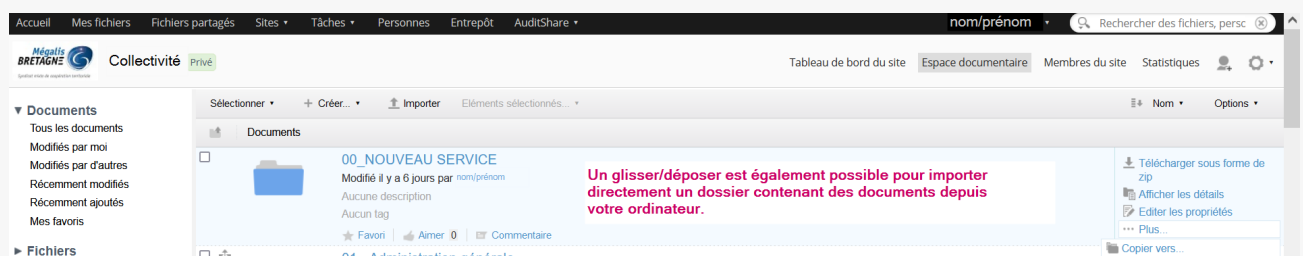 Accueil Mes fichiers Fichiers partagés Sites Tâches Personnes Entrepôt AuditShare nom/prénom Rechercher des fichiers, persc
Mégalis
BRETAGNE
Collectivité Privé Tableau de bord du site Espace documentaire Membres du site Statistiques
Sélectionner + Créer... Importer Eléments sélectionnés... Nom Options
Documents
Tous les documents
Modifiés par moi
Modifiés par d'autres
Récemment modifiés
Récemment ajoutés
Mes favoris
Fichiers
Documents
00_NOUVEAU SERVICE
Modifié il y a 6 jours par nom/prénom
Aucune description
Aucun tag
Favori Aimer 0 Commentaire
Un glisser/déposer est également possible pour importer
directement un dossier contenant des documents depuis
votre ordinateur.
Télécharger sous forme de
zip
Afficher les détails
Editer les propriétés
Plus...
Copier vers...